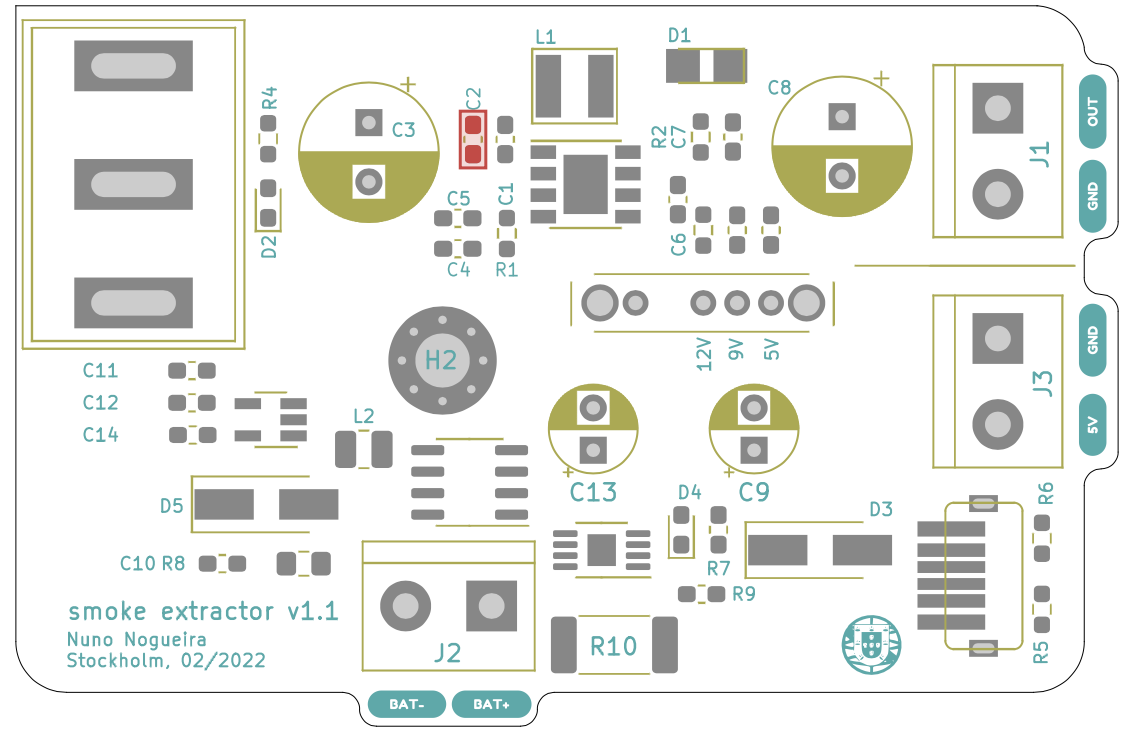 L1
D1
C8
R4
C2
C3
R2
C7
OUT
J1
GND
C5
C1
C4
R1
D2
C6
H2
12V
9V
5V
GND
J3
5V
C11
C12
C14
L2
C13
C9
D5
D4
D3
R6
C10 R8
R7
R9
smoke extractor v1.1
Nuno Nogueira
Stockholm, 02/2022
J2
R10
R5
BAT-
BAT+